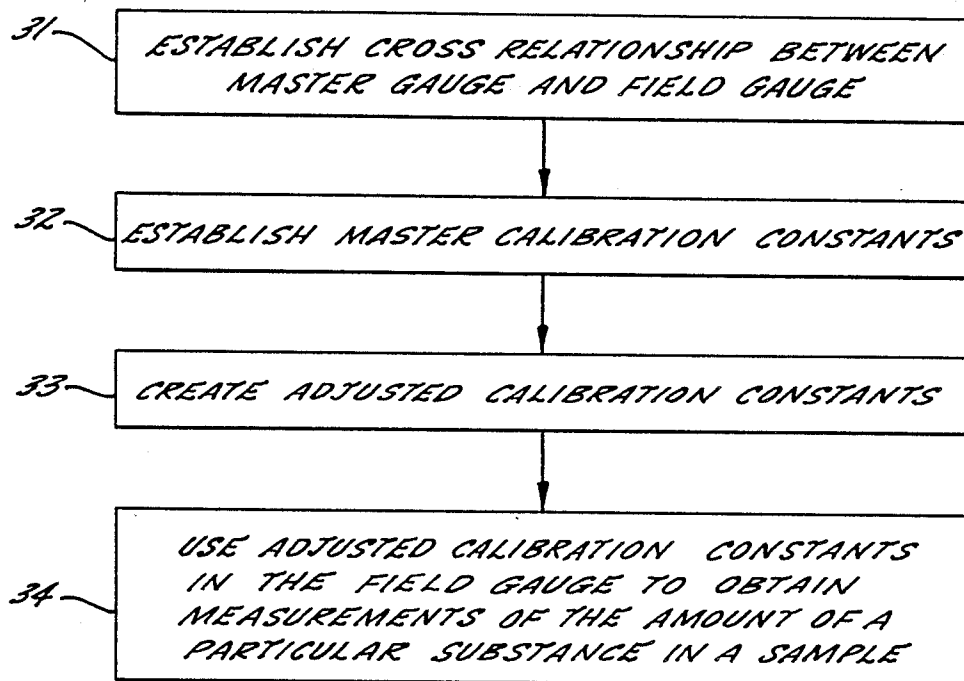 31
ESTABLISH CROSS RELATIONSHIP BETWEEN
MASTER GAUGE AND FIELD GAUGE
32
ESTABLISH MASTER CALIBRATION CONSTANTS
33
CREATE ADJUSTED CALIBRATION CONSTANTS
34
USE ADJUSTED CALIBRATION CONSTANTS
IN THE FIELD GAUGE TO OBTAIN
MEASUREMENTS OF THE AMOUNT OF A
PARTICULAR SUBSTANCE IN A SAMPLE